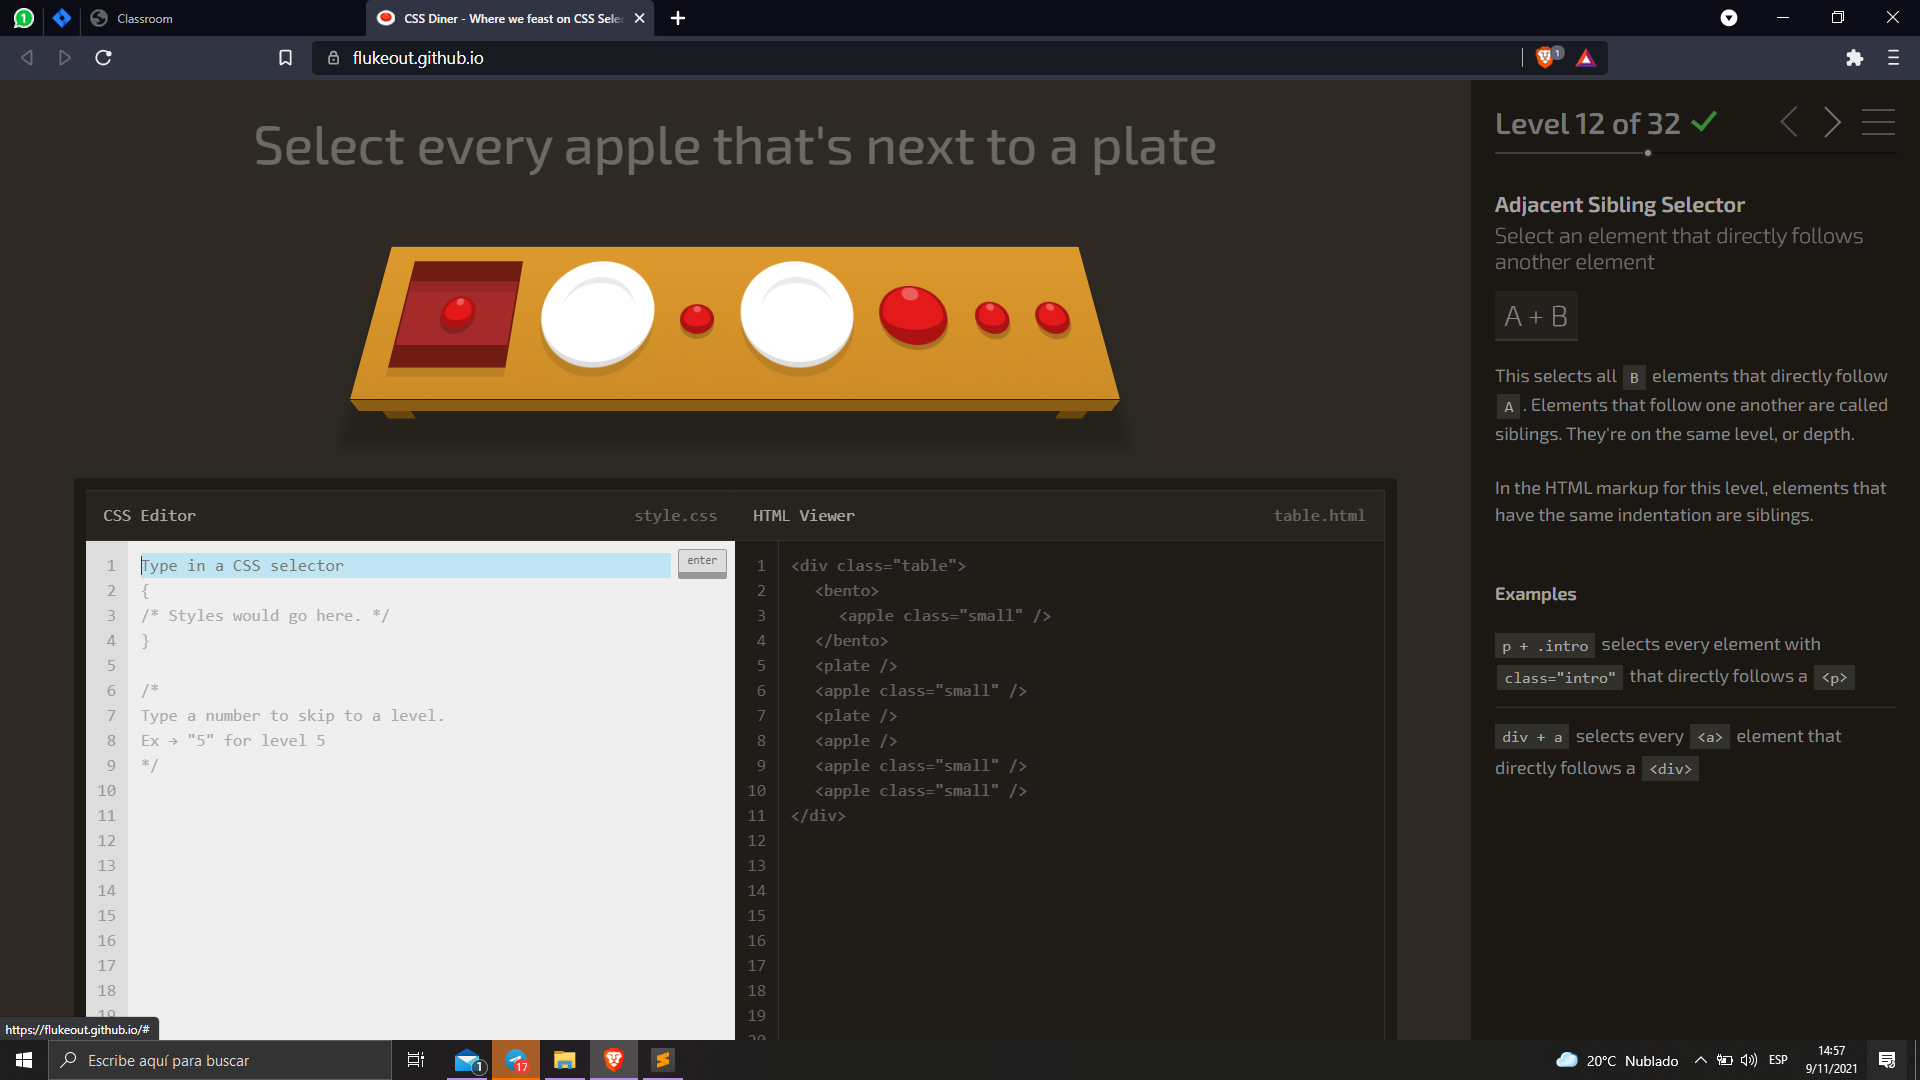 1
Classroom
CSS Diner - Where we feast on CSS Sele
flukeout.github.io
1
Select every apple that's next to a plate
Level 12 of 32
Adjacent Sibling Selector
Select an element that directly follows
another element
A + B
This selects all B elements that directly follow
A . Elements that follow one another are called
siblings. They're on the same level, or depth.
In the HTML markup for this level, elements that
have the same indentation are siblings.
Examples
p + .intro selects every element with
class="intro" that directly follows a <p>
div + a selects every <a> element that
directly follows a <div>
CSS Editor style.css
1 Type in a CSS selector enter
2 {
3 /* Styles would go here. */
4 }
5
6 /*
7 Type a number to skip to a level.
8 Ex → "5" for level 5
9 */
10
11
12
13
14
15
16
17
18
19
HTML Viewer table.html
1 <div class="table">
2 <bento>
3 <apple class="small" />
4 </bento>
5 <plate />
6 <apple class="small" />
7 <plate />
8 <apple />
9 <apple class="small" />
10 <apple class="small" />
11 </div>
12
13
14
15
16
17
18
19
20
https://flukeout.github.io/#
Escribe aquí para buscar
1
17
20°C Nublado
ESP
14:57
9/11/2021